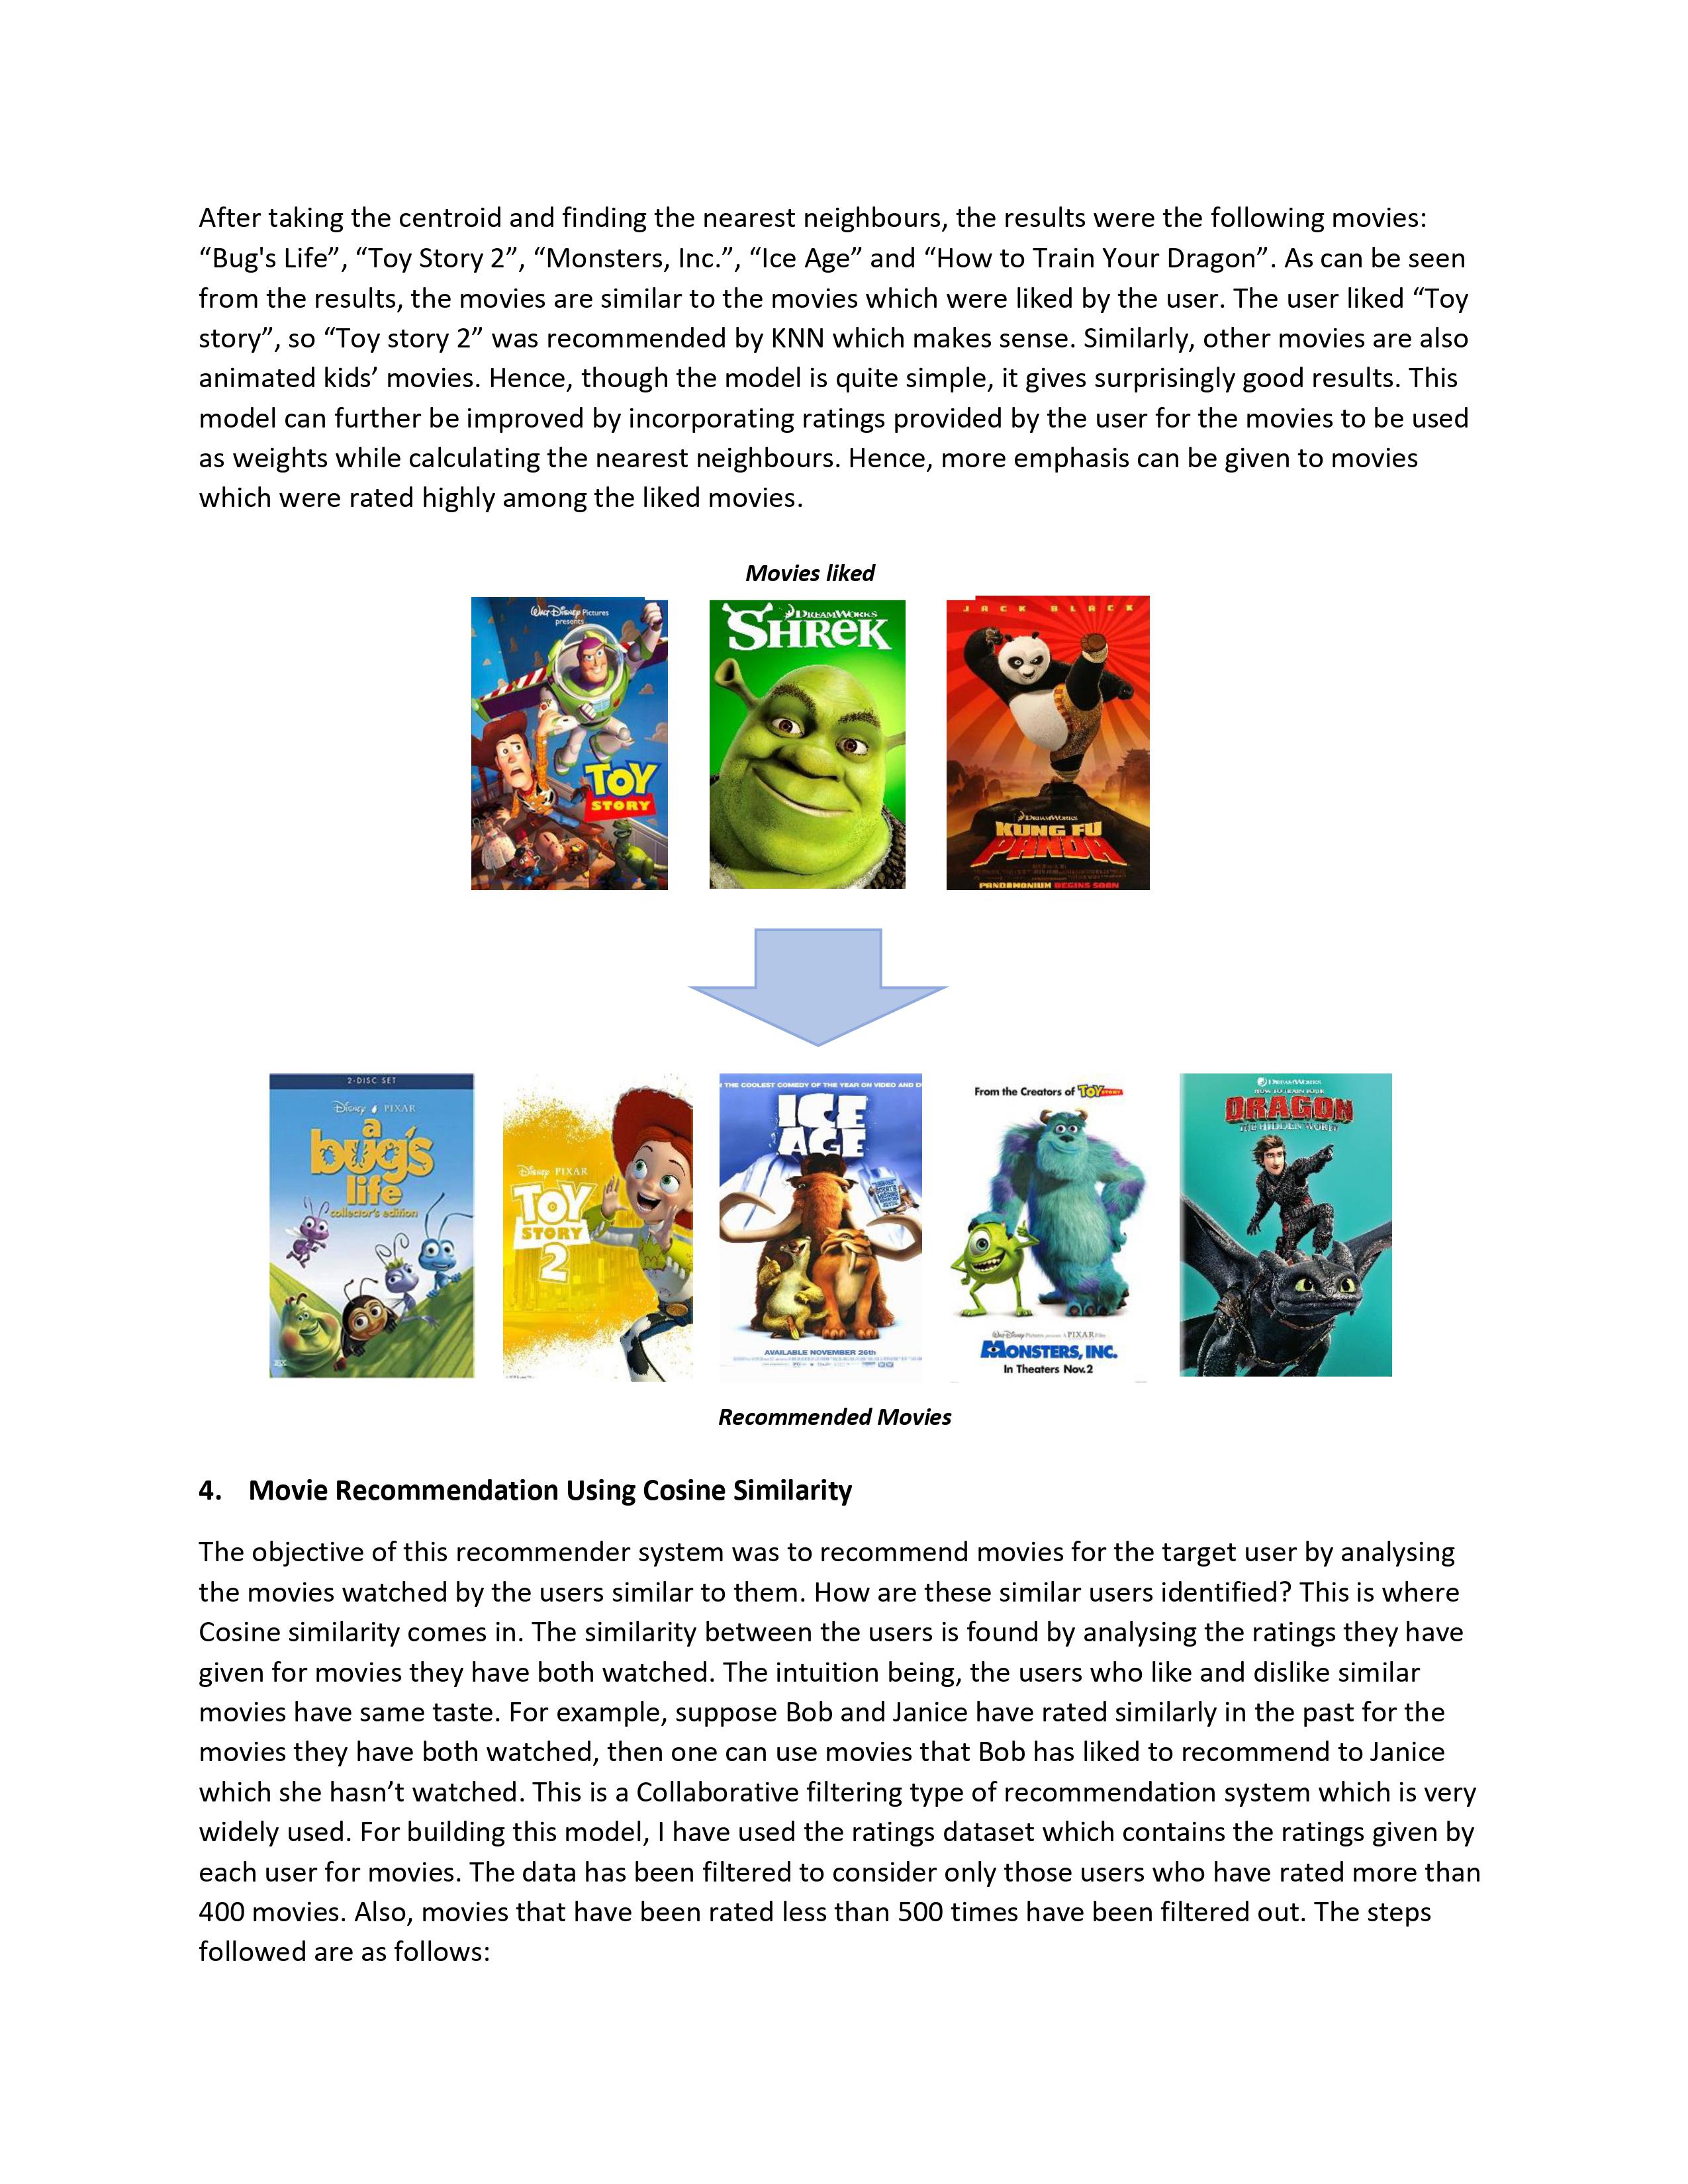 After taking the centroid and finding the nearest neighbours, the results were the following movies:
“Bug's Life”, “Toy Story 2”, “Monsters, Inc.”, “Ice Age” and “How to Train Your Dragon”. As can be seen
from the results, the movies are similar to the movies which were liked by the user. The user liked “Toy
story”, so “Toy story 2” was recommended by KNN which makes sense. Similarly, other movies are also
animated kids’ movies. Hence, though the model is quite simple, it gives surprisingly good results. This
model can further be improved by incorporating ratings provided by the user for the movies to be used
as weights while calculating the nearest neighbours. Hence, more emphasis can be given to movies
which were rated highly among the liked movies.
Movies liked
Walt Disney Pictures
presents
TOY
STORY
DREAMWORKS
SHREK
JACK BLACK
DREAMWORKS
KUNG FU
PANDA
PANDAMONIUM BEGINS SOON
2-DISC SET
Disney PIXAR
a
bug's
life
collector's edition
Disney PIXAR
TOY
STORY
2
THE COOLEST COMEDY OF THE YEAR ON VIDEO AND D
ICE
AGE
AVAILABLE NOVEMBER 26th
From the Creators of TOY STORY
Walt Disney Pictures presents A PIXAR Film
MONSTERS, INC.
In Theaters Nov.2
DREAMWORKS
HOW TO TRAIN YOUR
DRAGON
THE HIDDEN WORLD
Recommended Movies
4. Movie Recommendation Using Cosine Similarity
The objective of this recommender system was to recommend movies for the target user by analysing
the movies watched by the users similar to them. How are these similar users identified? This is where
Cosine similarity comes in. The similarity between the users is found by analysing the ratings they have
given for movies they have both watched. The intuition being, the users who like and dislike similar
movies have same taste. For example, suppose Bob and Janice have rated similarly in the past for the
movies they have both watched, then one can use movies that Bob has liked to recommend to Janice
which she hasn’t watched. This is a Collaborative filtering type of recommendation system which is very
widely used. For building this model, I have used the ratings dataset which contains the ratings given by
each user for movies. The data has been filtered to consider only those users who have rated more than
400 movies. Also, movies that have been rated less than 500 times have been filtered out. The steps
followed are as follows: